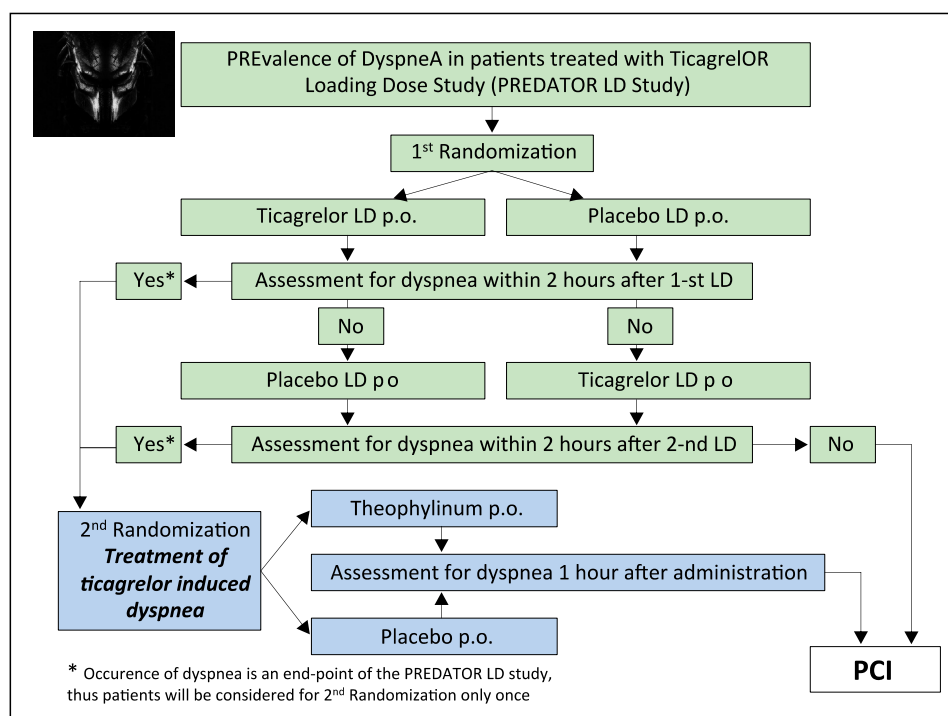 PREvalence of DyspneA in patients treated with TicagrelOR
Loading Dose Study (PREDATOR LD Study)
1st Randomization
Ticagrelor LD p.o.
Placebo LD p.o.
Yes*
Assessment for dyspnea within 2 hours after 1-st LD
No
No
Placebo LD p o
Ticagrelor LD p o
Yes*
Assessment for dyspnea within 2 hours after 2-nd LD
No
2nd Randomization
Treatment of
ticagrelor induced
dyspnea
Theophylinum p.o.
Assessment for dyspnea 1 hour after administration
Placebo p.o.
PCI
* Occurence of dyspnea is an end-point of the PREDATOR LD study,
thus patients will be considered for 2nd Randomization only once